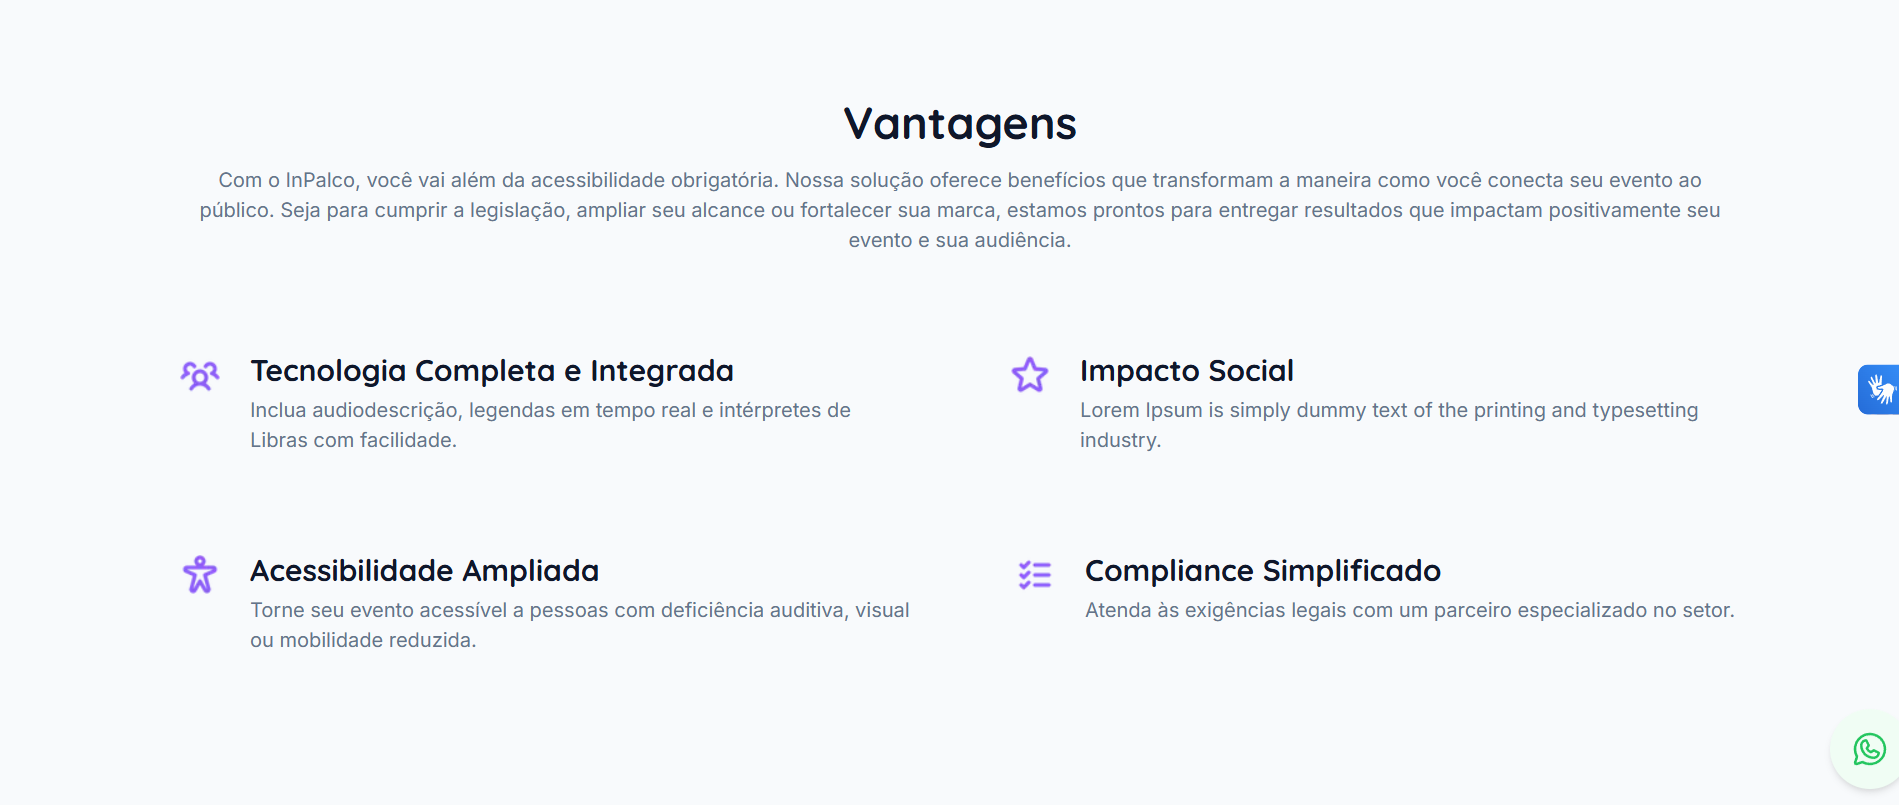 Vantagens
Com o InPalco, você vai além da acessibilidade obrigatória. Nossa solução oferece benefícios que transformam a maneira como você conecta seu evento ao
público. Seja para cumprir a legislação, ampliar seu alcance ou fortalecer sua marca, estamos prontos para entregar resultados que impactam positivamente seu
evento e sua audiência.
Tecnologia Completa e Integrada
Inclua audiodescrição, legendas em tempo real e intérpretes de
Libras com facilidade.
Impacto Social
Lorem Ipsum is simply dummy text of the printing and typesetting
industry.
Acessibilidade Ampliada
Torne seu evento acessível a pessoas com deficiência auditiva, visual
ou mobilidade reduzida.
Compliance Simplificado
Atenda às exigências legais com um parceiro especializado no setor.